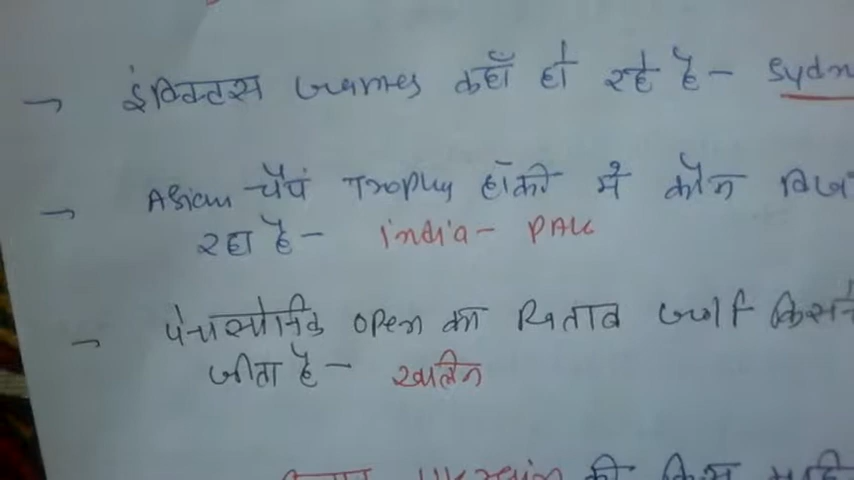 → इंविक्टस Games कहाँ हो रहे है - Sydn
→ Asian चैपं Trophy हॉकी में कौन विज
रहा है - India - PAK
- पेनासोनिक open का खिताब Golf किसने
जीता है - खालीन
की किस